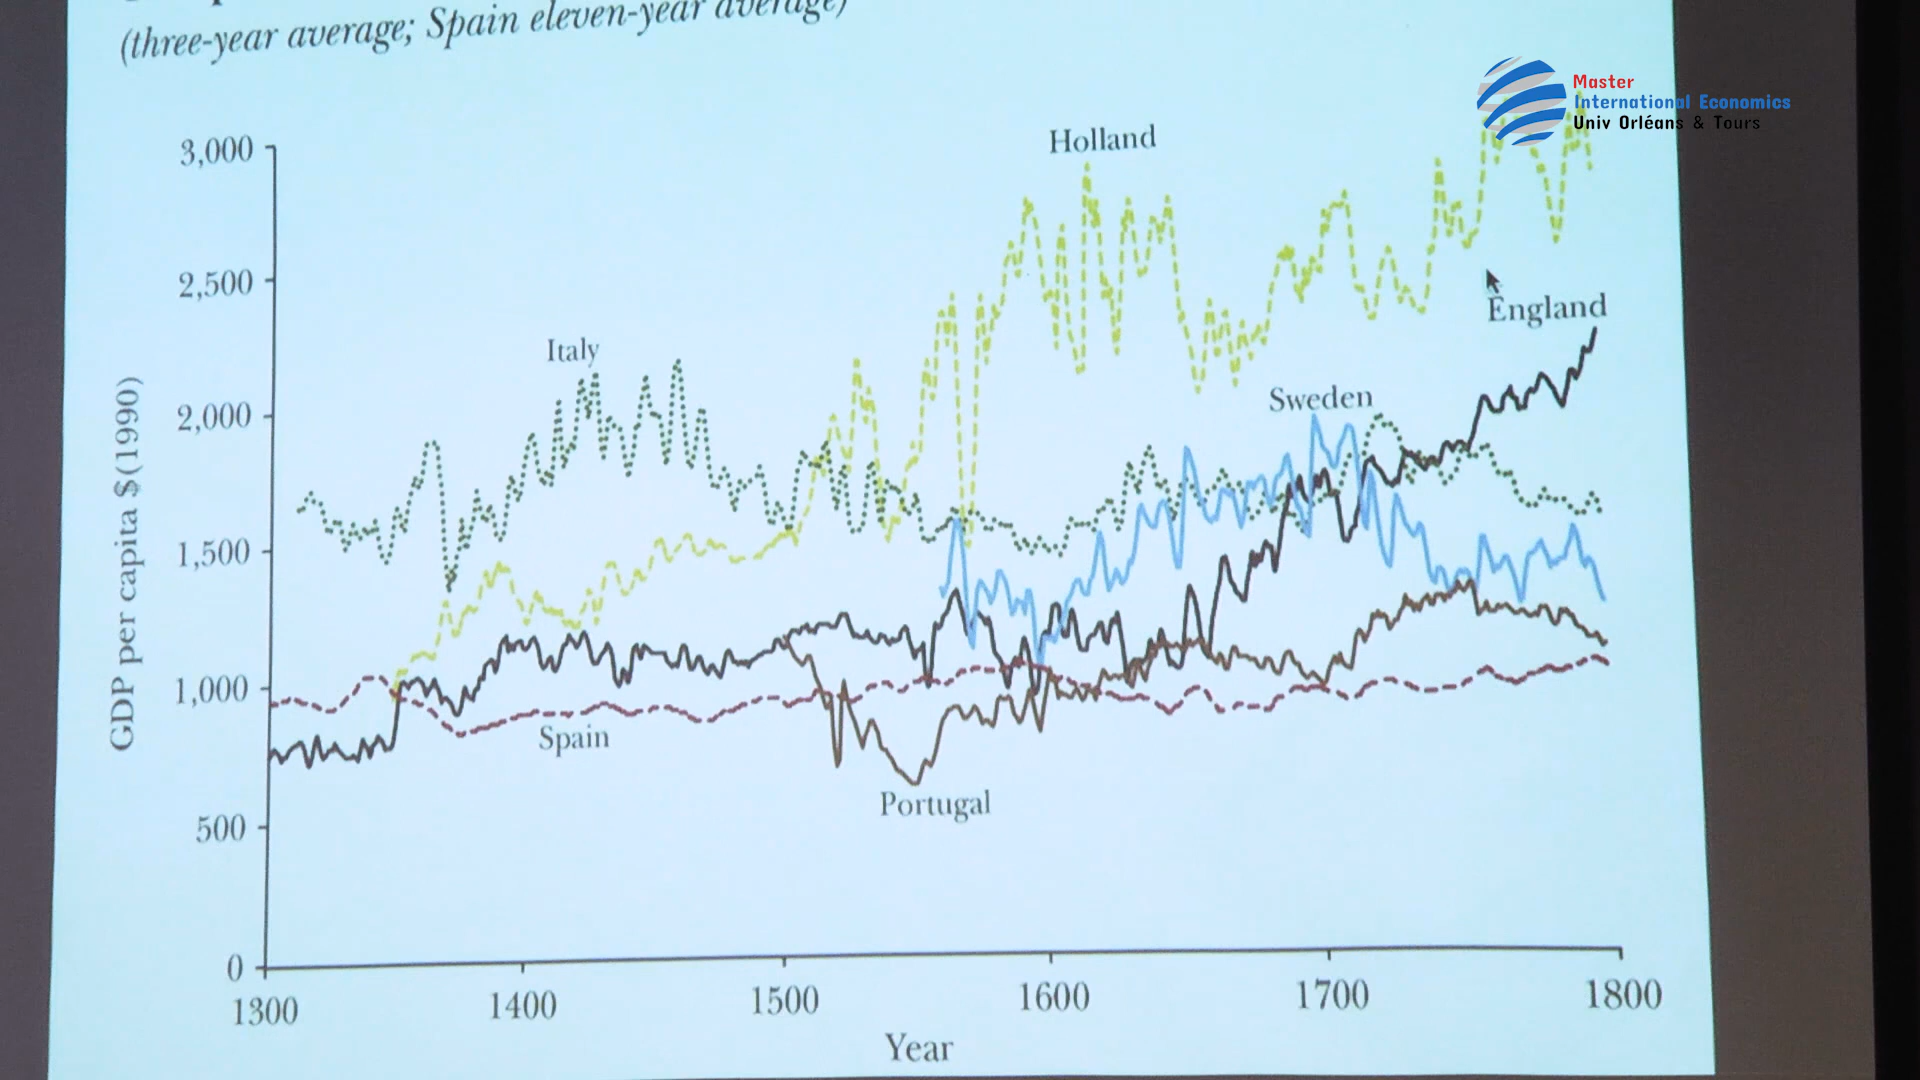 (three-year average; Spain eleven-year average)
Master
International Economics
Univ Orléans & Tours
Holland
3,000
2,500
England
Italy
Sweden
2,000
GDP per capita $(1990)
1,500
1,000
Spain
Portugal
500
0
1300
1400
1500
1600
1700
1800
Year